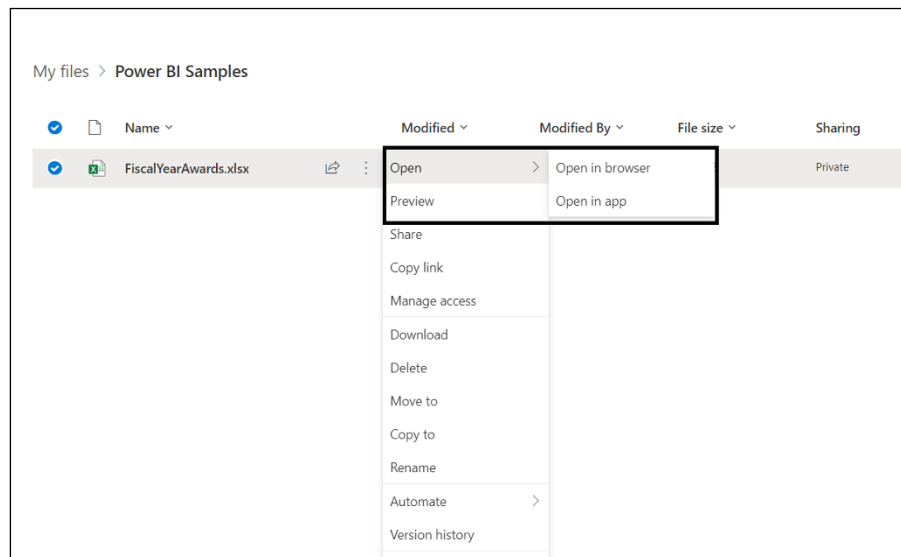 My files > Power BI Samples
Name Modified Modified By File size Sharing
FiscalYearAwards.xlsx Open Open in browser Private
Preview Open in app
Share
Copy link
Manage access
Download
Delete
Move to
Copy to
Rename
Automate
Version history